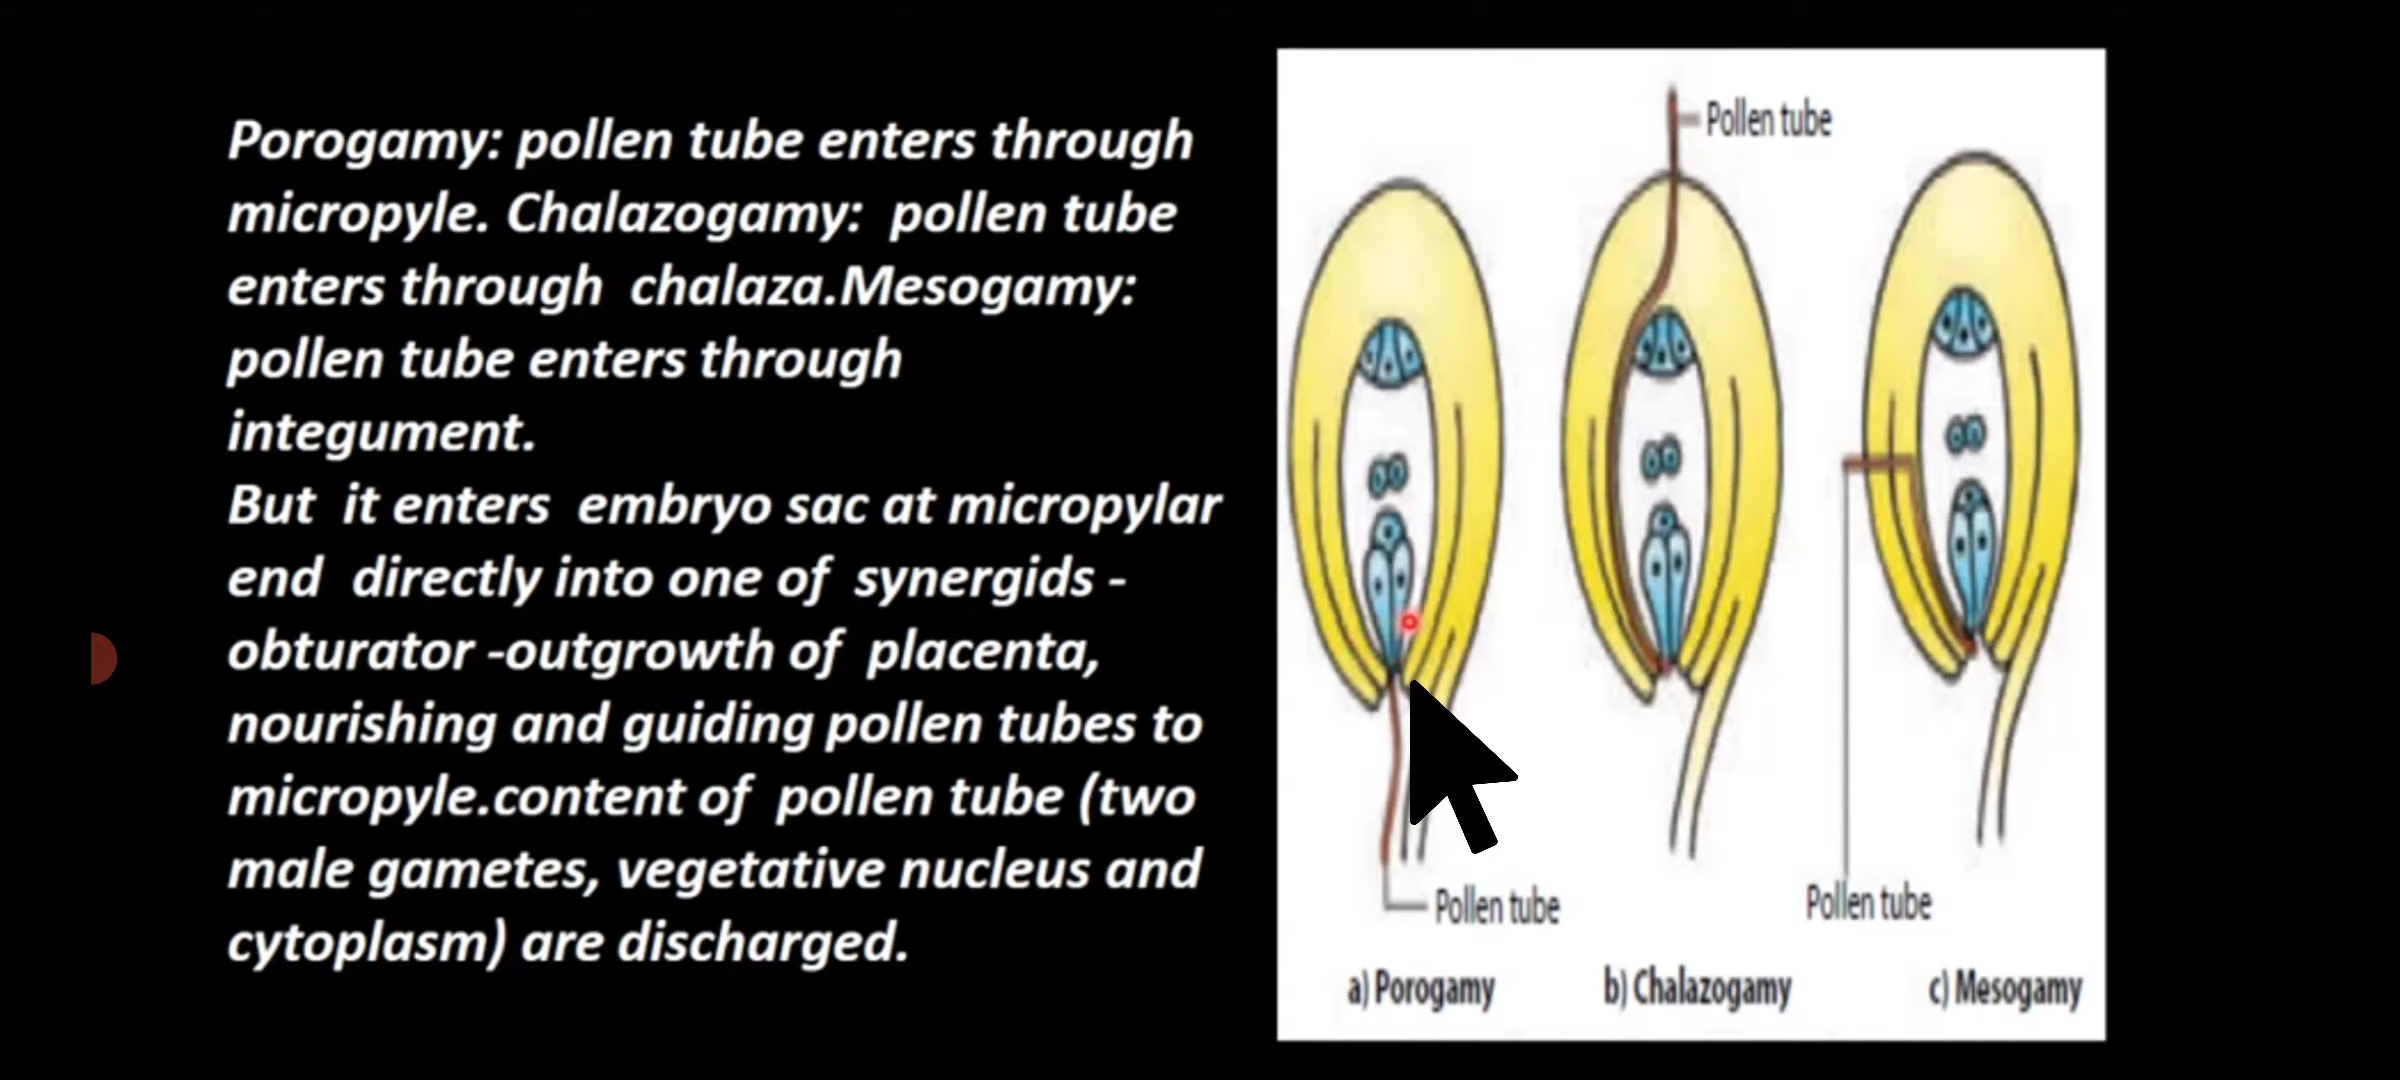 Porogamy: pollen tube enters through
micropyle. Chalazogamy: pollen tube
enters through chalaza.Mesogamy:
pollen tube enters through
integument.
But it enters embryo sac at micropylar
end directly into one of synergids -
obturator -outgrowth of placenta,
nourishing and guiding pollen tubes to
micropyle.content of pollen tube (two
male gametes, vegetative nucleus and
cytoplasm) are discharged.
Pollen tube
Pollen tube
Pollen tube
a) Porogamy
b) Chalazogamy
c) Mesogamy